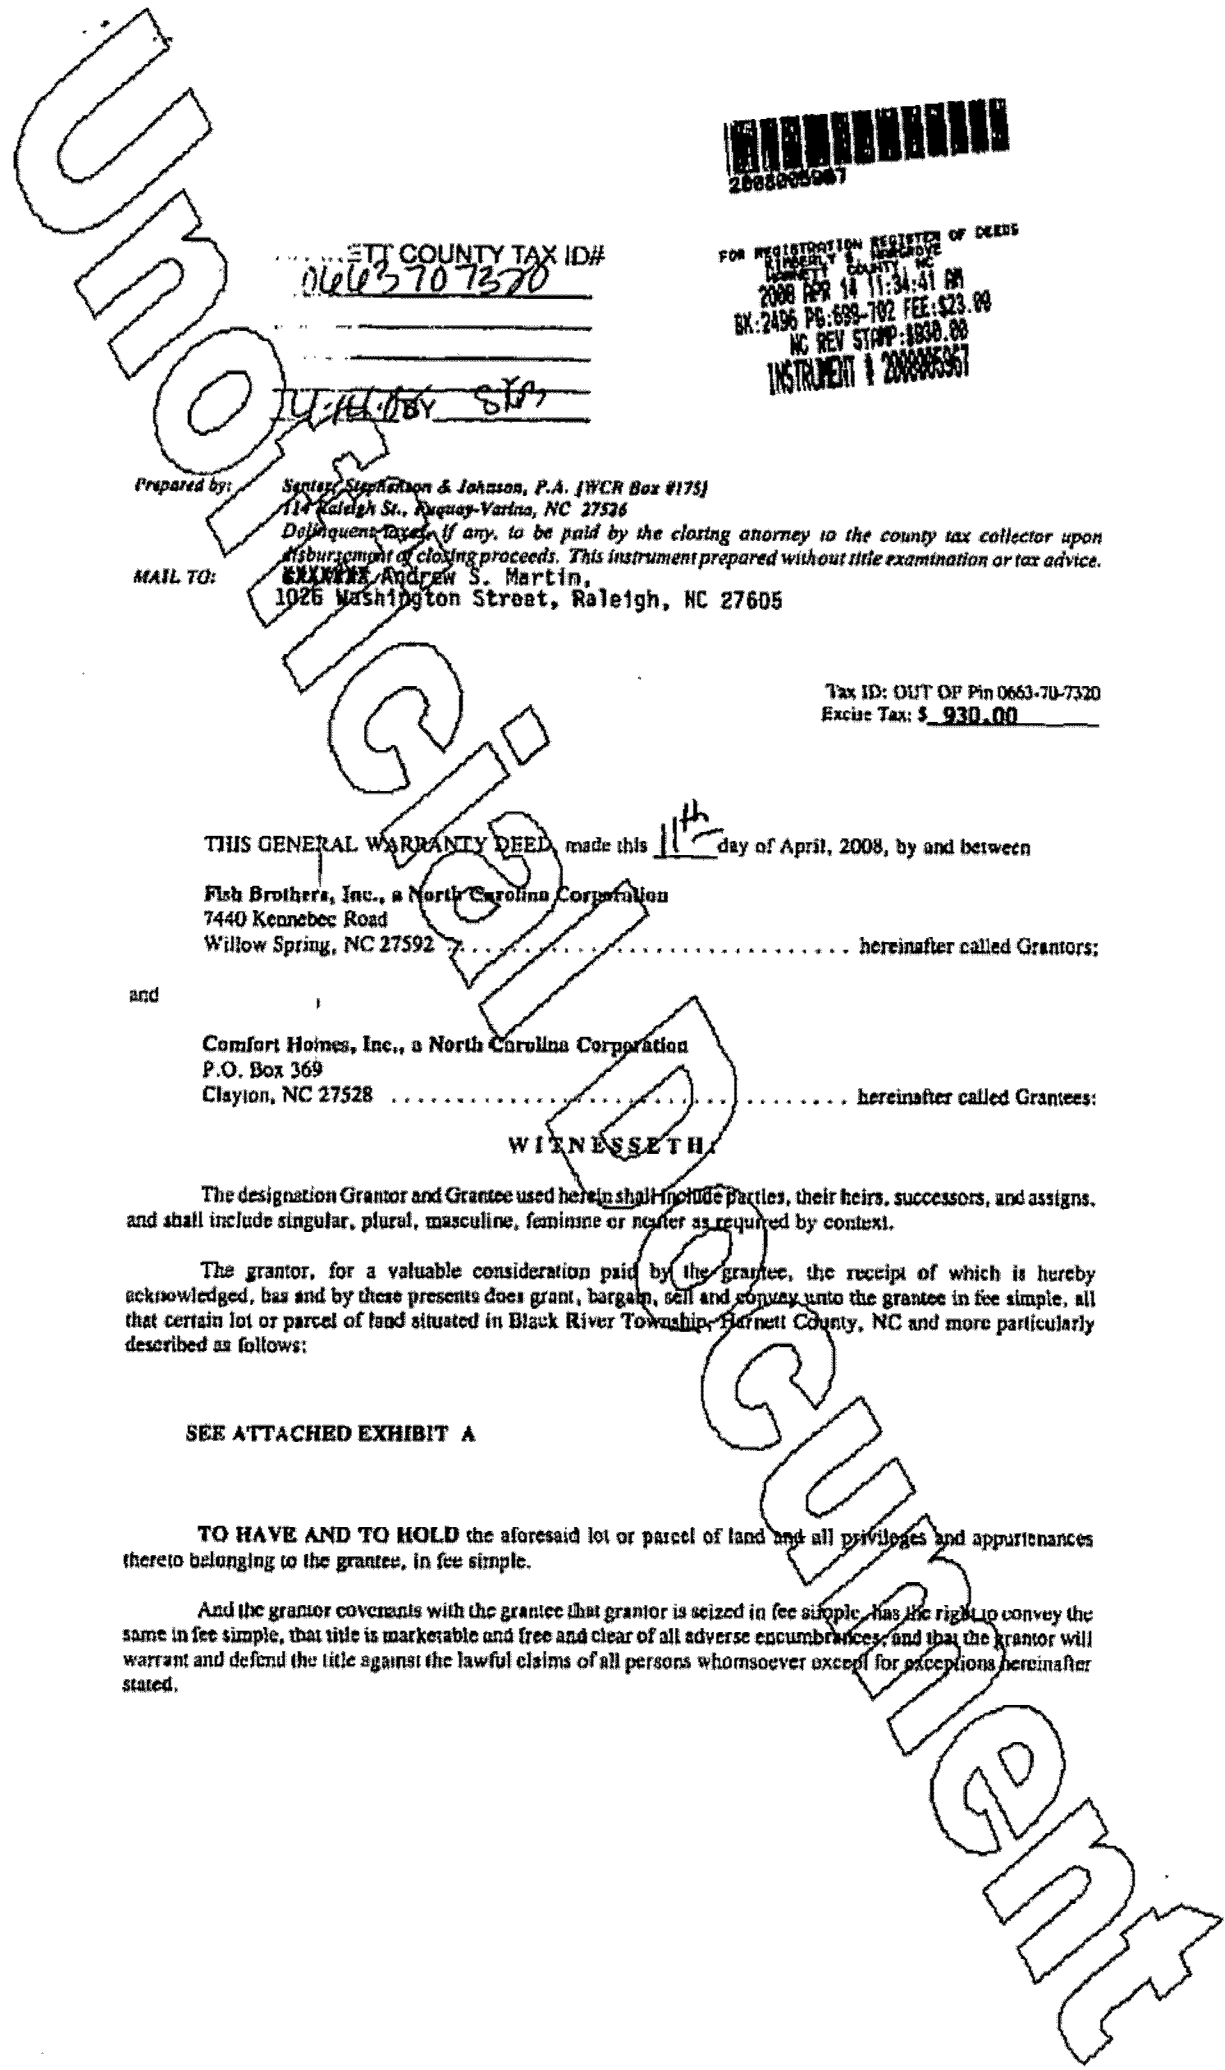 2008005967
FOR REGISTRATION REGISTER OF DEEDS
KIMBERLY S. HARGROVE
HARNETT COUNTY, NC
2008 APR 14 11:34:41 AM
BK:2496 PG:699-702 FEE:$23.00
NC REV STAMP:$930.00
INSTRUMENT # 2008005967
ETT COUNTY TAX ID#
0663707320
4.14.08 BY SKB
Prepared by: Senter, Stephenson & Johnson, P.A. [WCR Box #175]
114 Raleigh St., Fuquay-Varina, NC 27526
Delinquent taxes, if any, to be paid by the closing attorney to the county tax collector upon
disbursement of closing proceeds. This instrument prepared without title examination or tax advice.
MAIL TO: Andrew S. Martin,
1026 Washington Street, Raleigh, NC 27605
Tax ID: OUT OF Pin 0663-70-7320
Excise Tax: $ 930.00
THIS GENERAL WARRANTY DEED, made this 11th day of April, 2008, by and between
Fish Brothers, Inc., a North Carolina Corporation
7440 Kennebec Road
Willow Spring, NC 27592 . . . . . . . . . . . . . . . . . . . . . . . . . . . . . . . . . hereinafter called Grantors;
and
Comfort Homes, Inc., a North Carolina Corporation
P.O. Box 369
Clayton, NC 27528 . . . . . . . . . . . . . . . . . . . . . . . . . . . . . . . . . . . . . hereinafter called Grantees:
WITNESSETH:
The designation Grantor and Grantee used herein shall include parties, their heirs, successors, and assigns,
and shall include singular, plural, masculine, feminine or neuter as required by context.
The grantor, for a valuable consideration paid by the grantee, the receipt of which is hereby
acknowledged, has and by these presents does grant, bargain, sell and convey unto the grantee in fee simple, all
that certain lot or parcel of land situated in Black River Township, Harnett County, NC and more particularly
described as follows:
SEE ATTACHED EXHIBIT A
TO HAVE AND TO HOLD the aforesaid lot or parcel of land and all privileges and appurtenances
thereto belonging to the grantee, in fee simple.
And the grantor covenants with the grantee that grantor is seized in fee simple, has the right to convey the
same in fee simple, that title is marketable and free and clear of all adverse encumbrances, and that the grantor will
warrant and defend the title against the lawful claims of all persons whomsoever except for exceptions hereinafter
stated.
Unofficial Document